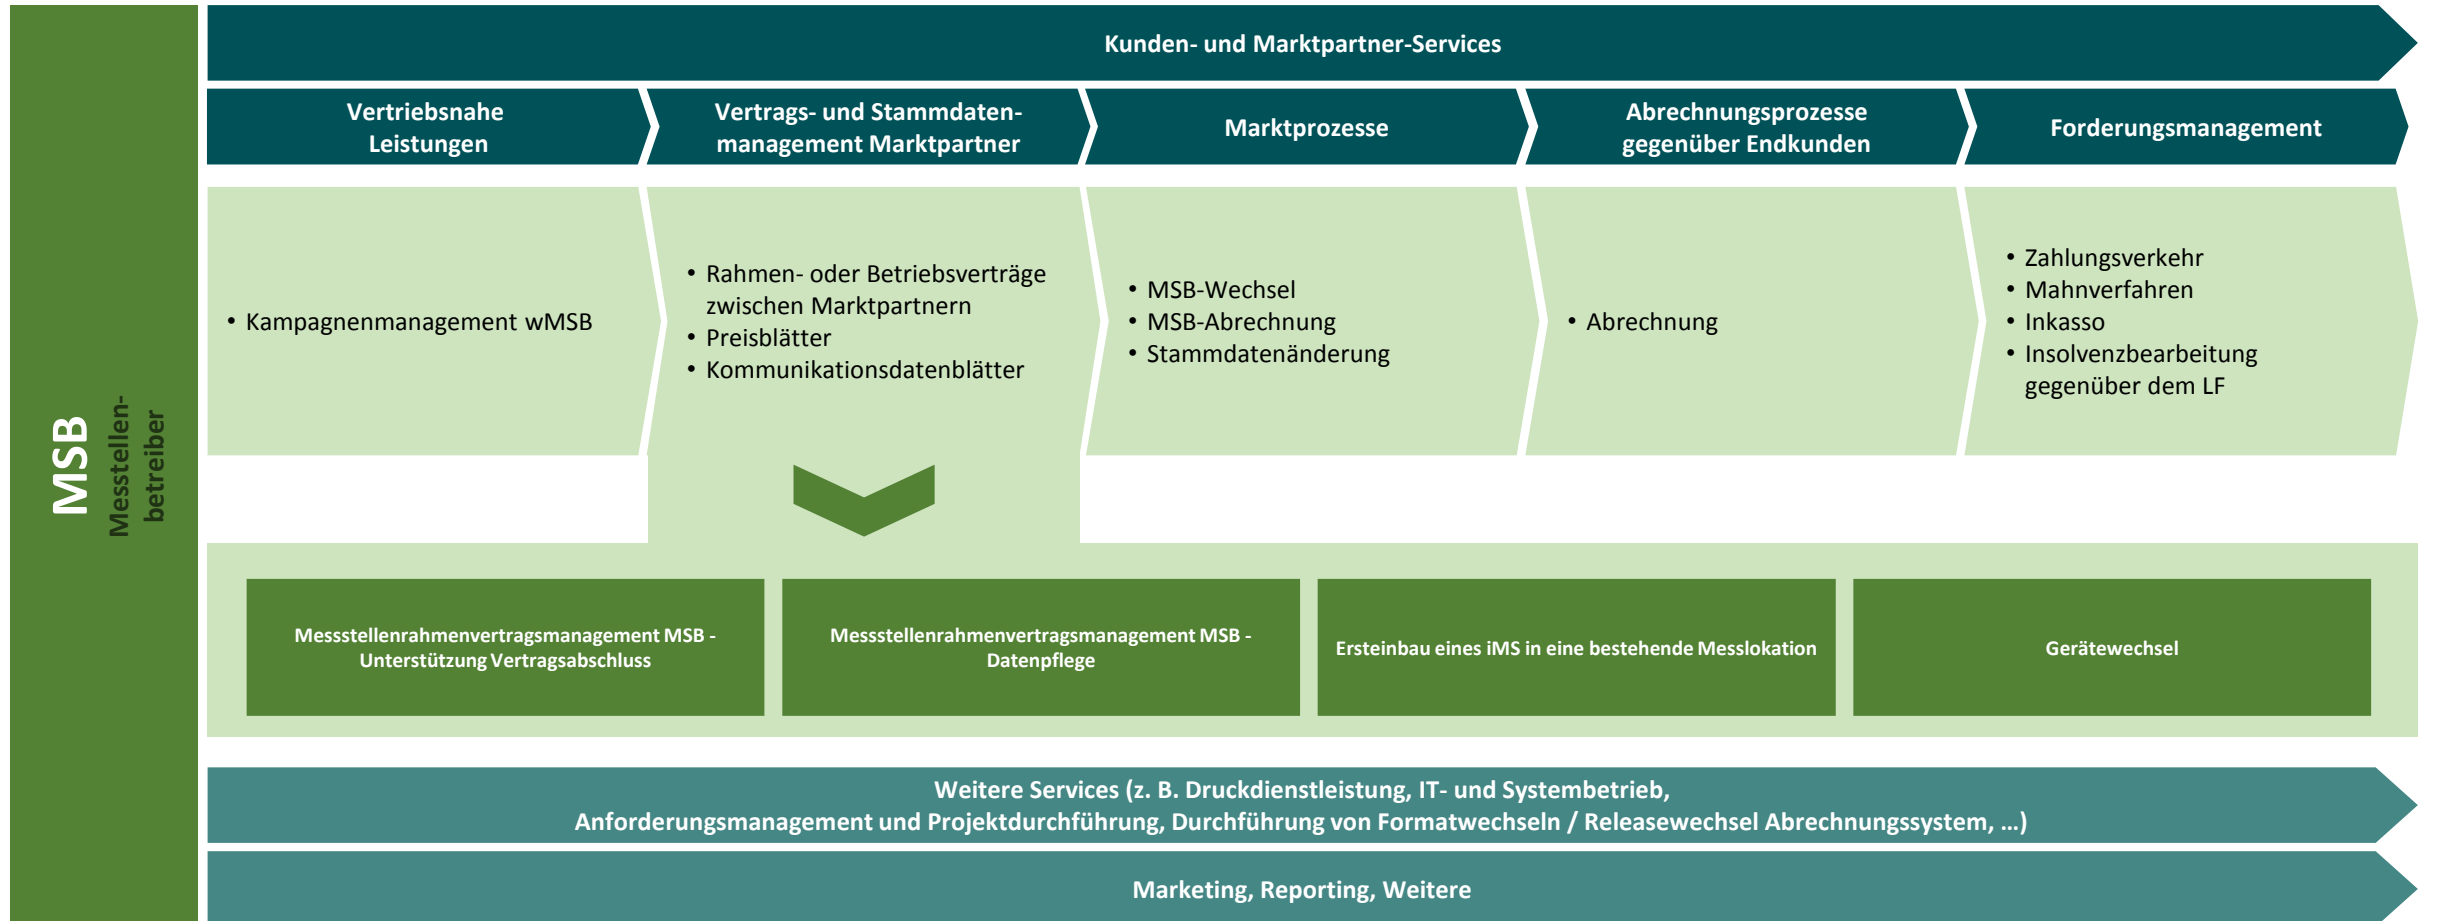 MSB
Messtellen-
betreiber
Kunden- und Marktpartner-Services
Vertriebsnahe
Leistungen
Vertrags- und Stammdaten-
management Marktpartner
Marktprozesse
Abrechnungsprozesse
gegenüber Endkunden
Forderungsmanagement
• Kampagnenmanagement wMSB
• Rahmen- oder Betriebsverträge
zwischen Marktpartnern
• Preisblätter
• Kommunikationsdatenblätter
• MSB-Wechsel
• MSB-Abrechnung
• Stammdatenänderung
• Abrechnung
• Zahlungsverkehr
• Mahnverfahren
• Inkasso
• Insolvenzbearbeitung
gegenüber dem LF
Messstellenrahmenvertragsmanagement MSB -
Unterstützung Vertragsabschluss
Messstellenrahmenvertragsmanagement MSB -
Datenpflege
Ersteinbau eines iMS in eine bestehende Messlokation
Gerätewechsel
Weitere Services (z. B. Druckdienstleistung, IT- und Systembetrieb,
Anforderungsmanagement und Projektdurchführung, Durchführung von Formatwechseln / Releasewechsel Abrechnungssystem, …)
Marketing, Reporting, Weitere